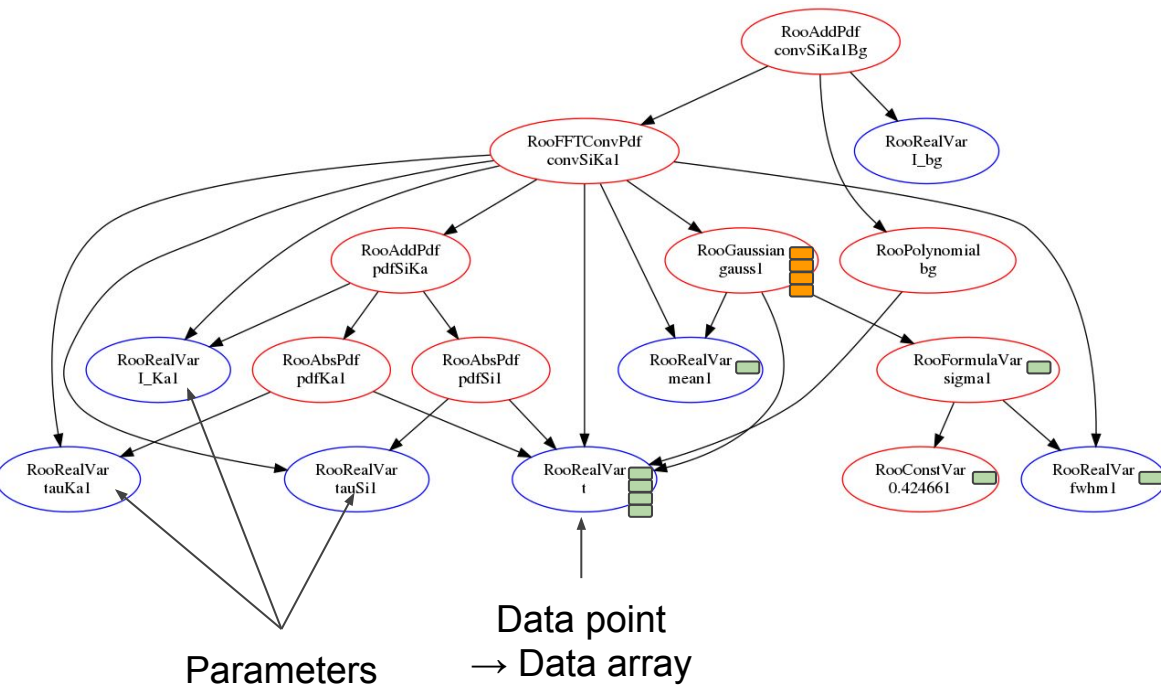 RooAddPdf
convSiKa1Bg
RooFFTConvPdf
convSiKa1
RooRealVar
I_bg
RooAddPdf
pdfSiKa
RooGaussian
gauss1
RooPolynomial
bg
RooRealVar
I_Ka1
RooAbsPdf
pdfKa1
RooAbsPdf
pdfSi1
RooRealVar
mean1
RooFormulaVar
sigma1
RooRealVar
tauKa1
RooRealVar
tauSi1
RooRealVar
t
RooConstVar
0.424661
RooRealVar
fwhm1
Parameters
Data point
→ Data array